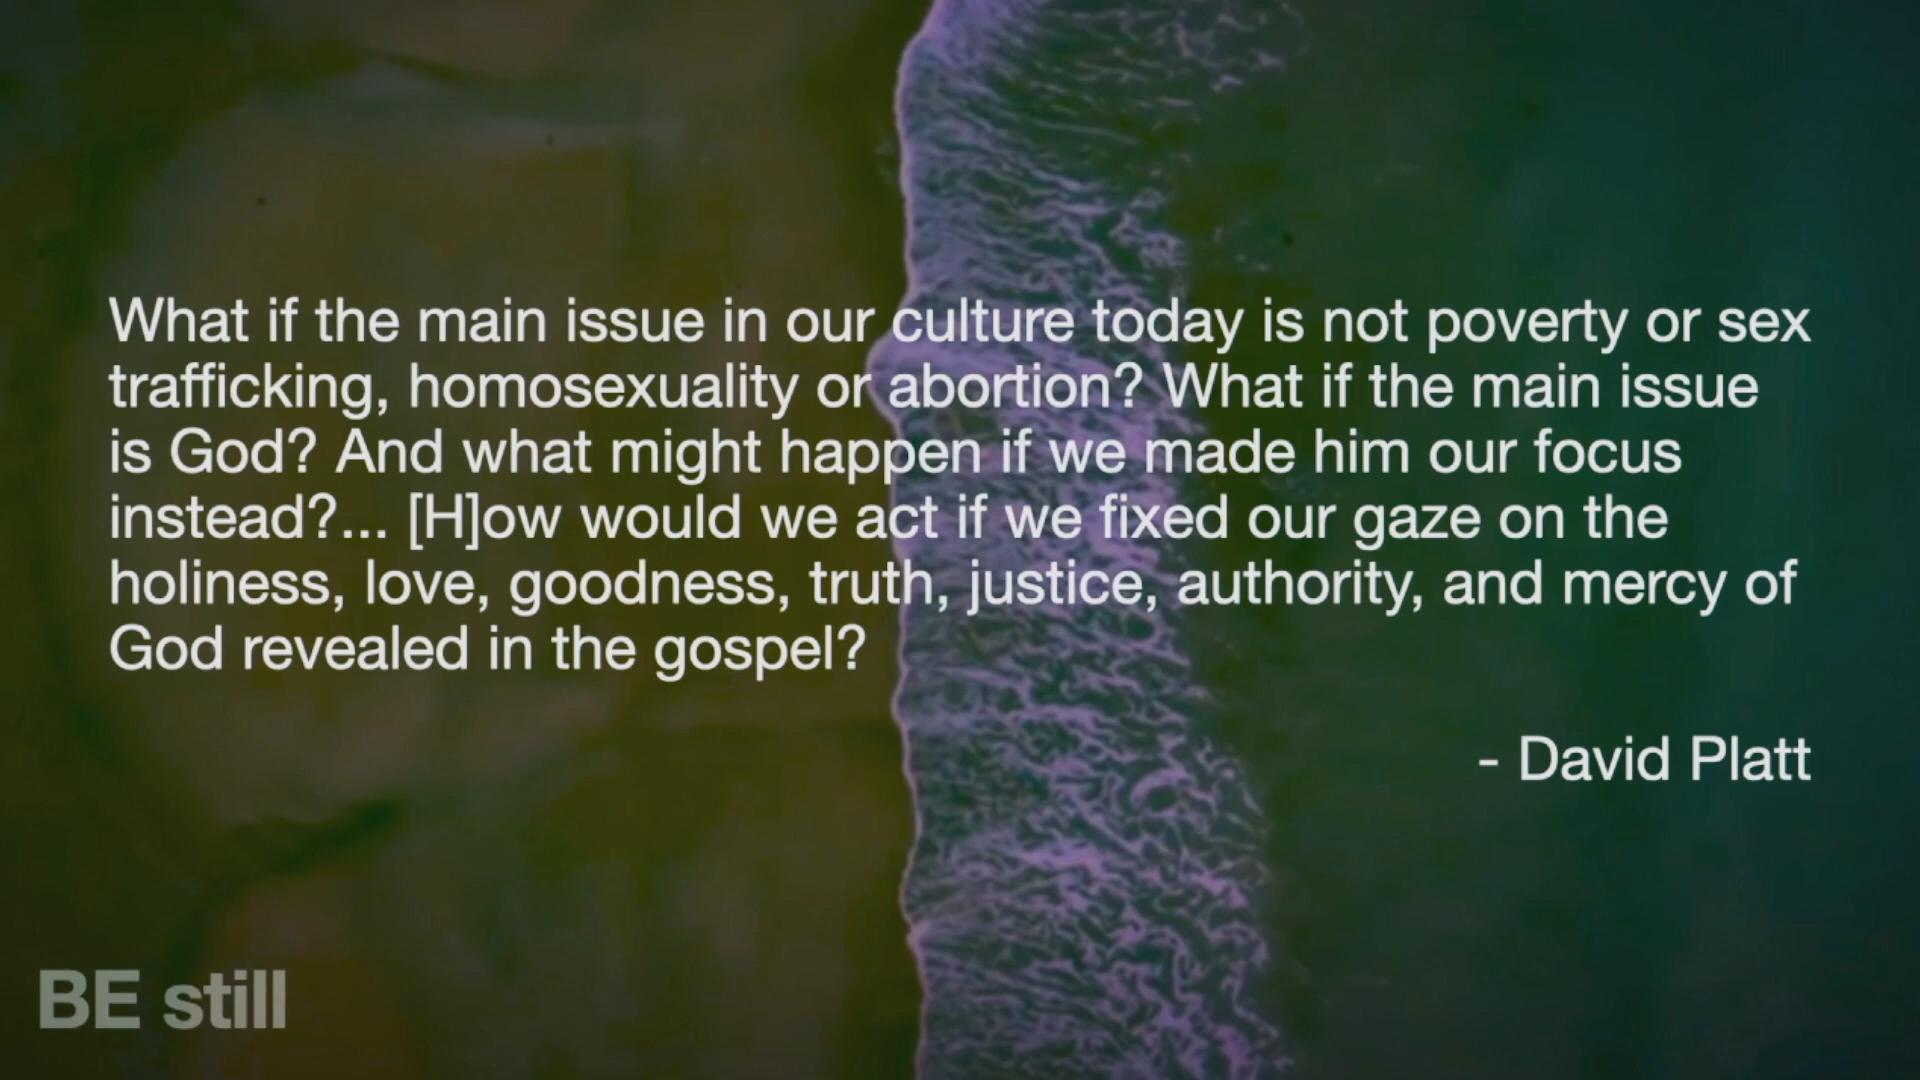 What if the main issue in our culture today is not poverty or sex
trafficking, homosexuality or abortion? What if the main issue
is God? And what might happen if we made him our focus
instead?... [H]ow would we act if we fixed our gaze on the
holiness, love, goodness, truth, justice, authority, and mercy of
God revealed in the gospel?
- David Platt
BE still